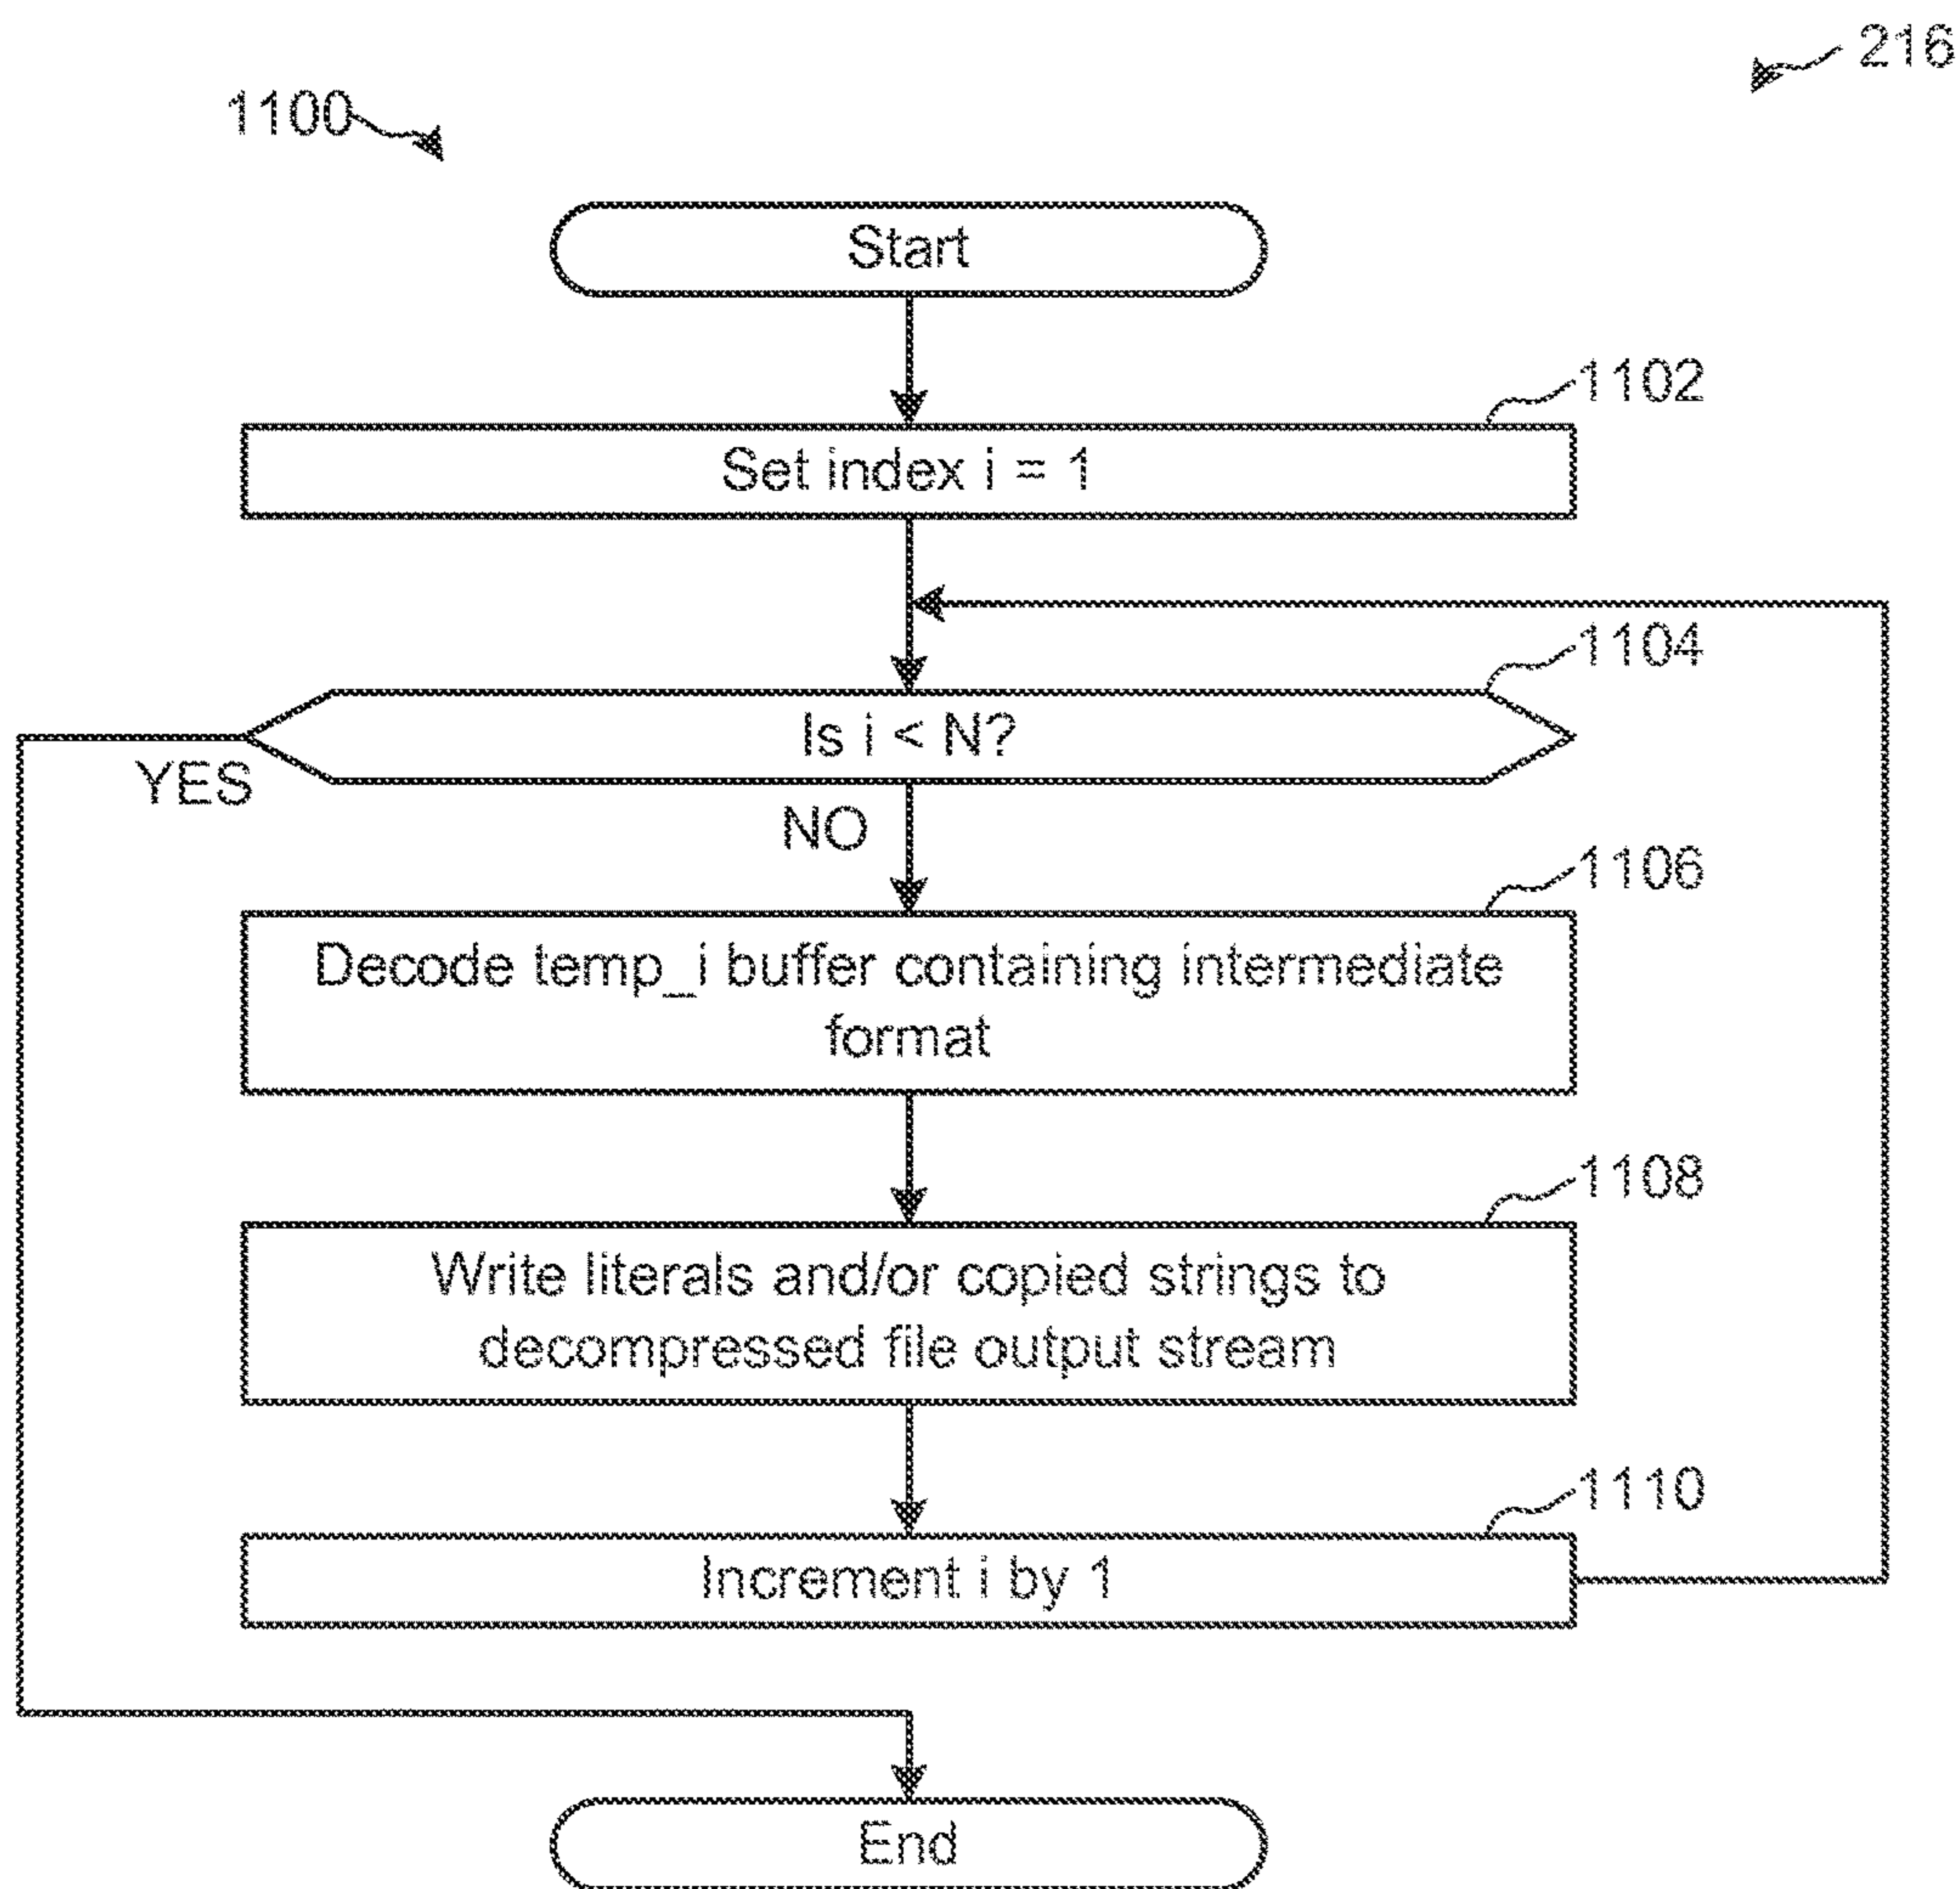 216
1100
Start
1102
Set index i = 1
1104
Is i < N?
YES
NO
1106
Decode temp_i buffer containing intermediate
format
1108
Write literals and/or copied strings to
decompressed file output stream
1110
Increment i by 1
End